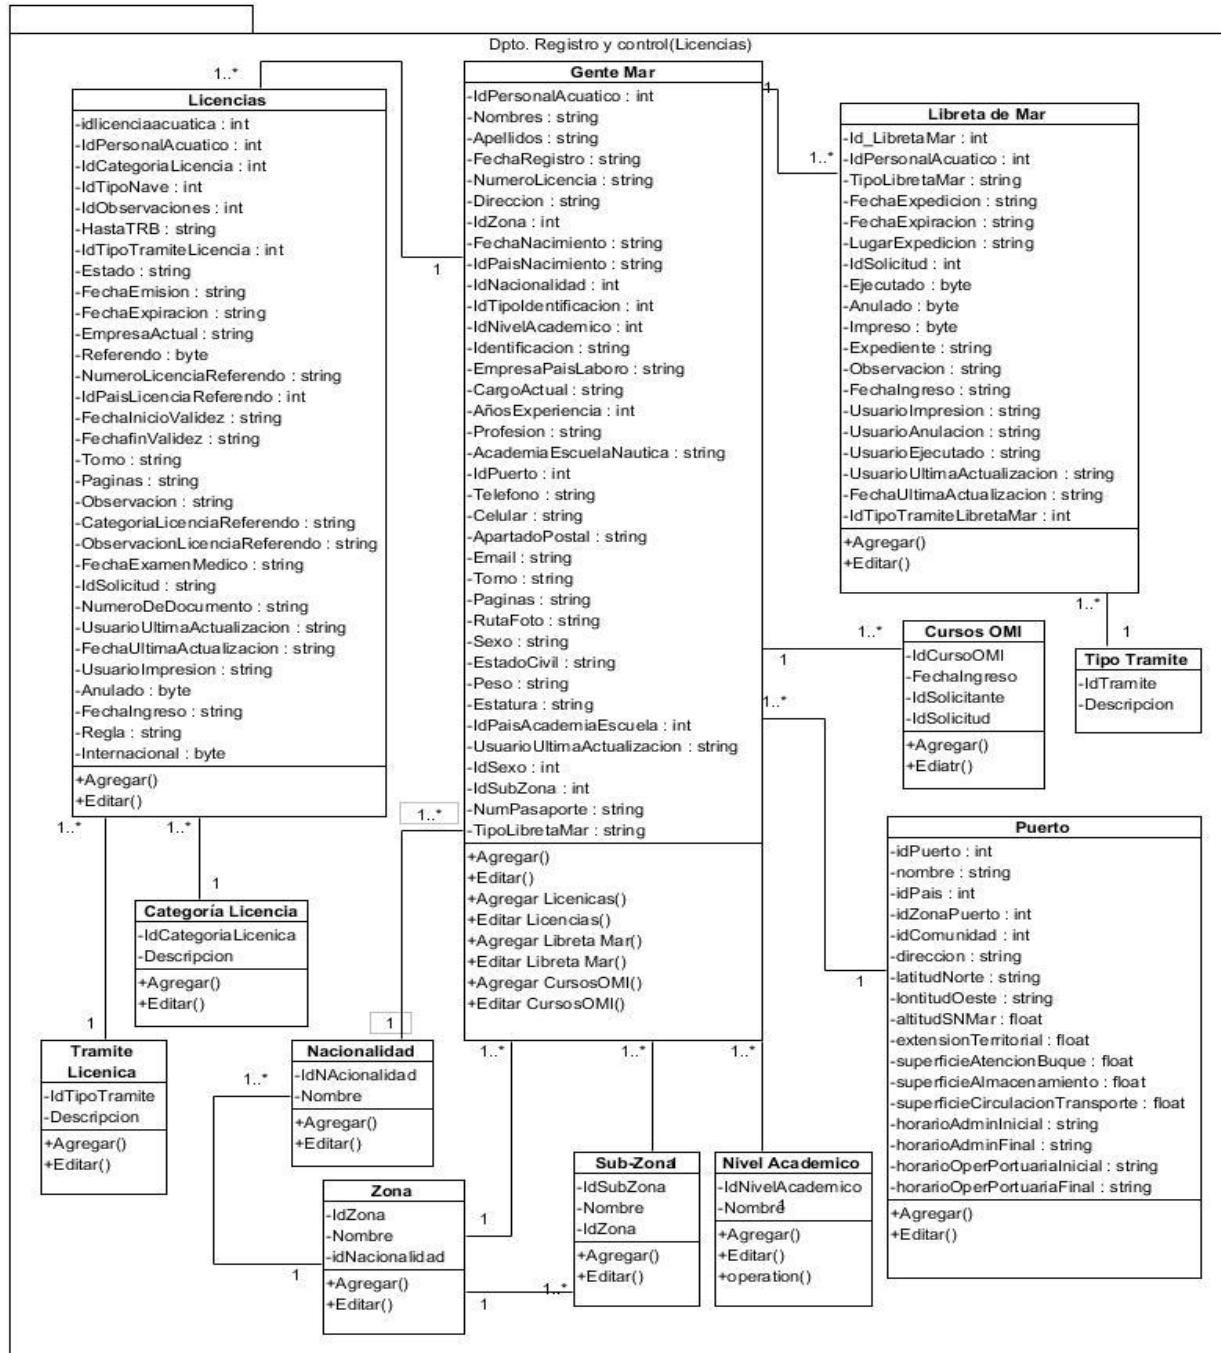 Dpto. Registro y control(Licencias)
1..*
Licencias
-idlicenciaacuatica : int
-IdPersonalAcuatico : int
-IdCategoriaLicencia : int
-IdTipoNave : int
-IdObservaciones : int
-HastaTRB : string
-IdTipoTramiteLicencia : int
-Estado : string
-FechaEmision : string
-FechaExpiracion : string
-EmpresaActual : string
-Referendo : byte
-NumeroLicenciaReferendo : string
-IdPaisLicenciaReferendo : int
-FechaInicioValidez : string
-FechafinValidez : string
-Tomo : string
-Paginas : string
-Observacion : string
-CategoriaLicenciaReferendo : string
-ObservacionLicenciaReferendo : string
-FechaExamenMedico : string
-IdSolicitud : string
-NumeroDeDocumento : string
-UsuarioUltimaActualizacion : string
-FechaUltimaActualizacion : string
-UsuarioImpresion : string
-Anulado : byte
-FechaIngreso : string
-Regla : string
-Internacional : byte
+Agregar()
+Editar()
1..*
1..*
1
Gente Mar
-IdPersonalAcuatico : int
-Nombres : string
-Apellidos : string
-FechaRegistro : string
-NumeroLicencia : string
-Direccion : string
-IdZona : int
-FechaNacimiento : string
-IdPaisNacimiento : string
-IdNacionalidad : int
-IdTipoIdentificacion : int
-IdNivelAcademico : int
-Identificacion : string
-EmpresaPaisLaboro : string
-CargoActual : string
-AñosExperiencia : int
-Profesion : string
-AcademiaEscuelaNautica : string
-IdPuerto : int
-Telefono : string
-Celular : string
-ApartadoPostal : string
-Email : string
-Tomo : string
-Paginas : string
-RutaFoto : string
-Sexo : string
-EstadoCivil : string
-Peso : string
-Estatura : string
-IdPaisAcademiaEscuela : int
-UsuarioUltimaActualizacion : string
-IdSexo : int
-IdSubZona : int
-NumPasaporte : string
-TipoLibretaMar : string
+Agregar()
+Editar()
+Agregar Licenicas()
+Editar Licencias()
+Agregar Libreta Mar()
+Editar Libreta Mar()
+Agregar CursosOMI()
+Editar CursosOMI()
1
1..*
Libreta de Mar
-Id_LibretaMar : int
-IdPersonalAcuatico : int
-TipoLibretaMar : string
-FechaExpedicion : string
-FechaExpiracion : string
-LugarExpedicion : string
-IdSolicitud : int
-Ejecutado : byte
-Anulado : byte
-Impreso : byte
-Expediente : string
-Observacion : string
-FechaIngreso : string
-UsuarioImpresion : string
-UsuarioAnulacion : string
-UsuarioEjecutado : string
-UsuarioUltimaActualización : string
-FechaUltimaActualizacion : string
-IdTipoTramiteLibretaMar : int
+Agregar()
+Editar()
1..*
1
Tipo Tramite
-IdTramite
-Descripcion
1..*
1
Cursos OMI
-IdCursoOMI
-FechaIngreso
-IdSolicitante
-IdSolicitud
+Agregar()
+Ediatr()
1..*
1
Puerto
-idPuerto : int
-nombre : string
-idPais : int
-idZonaPuerto : int
-idComunidad : int
-direccion : string
-latitudNorte : string
-lontitudOeste : string
-altitudSNMar : float
-extensionTerritorial : float
-superficieAtencionBuque : float
-superficieAlmacenamiento : float
-superficieCirculacionTransporte : float
-horarioAdminInicial : string
-horarioAdminFinal : string
-horarioOperPortuariaInicial : string
-horarioOperPortuariaFinal : string
+Agregar()
+Editar()
1
Categoría Licencia
-IdCategoriaLicenica
-Descripcion
+Agregar()
+Editar()
1
Tramite
Licenica
-IdTipoTramite
-Descripcion
+Agregar()
+Editar()
1..*
1
Nacionalidad
-IdNAcionalidad
-Nombre
+Agregar()
+Editar()
1..*
1
Zona
-IdZona
-Nombre
-idNacionalidad
+Agregar()
+Editar()
1..*
1
1
1..*
1..*
Sub-Zona
-IdSubZona
-Nombre
-IdZona
+Agregar()
+Editar()
1
1..*
Nivel Academico
-IdNivelAcademico
-Nombre
1
+Agregar()
+Editar()
+operation()